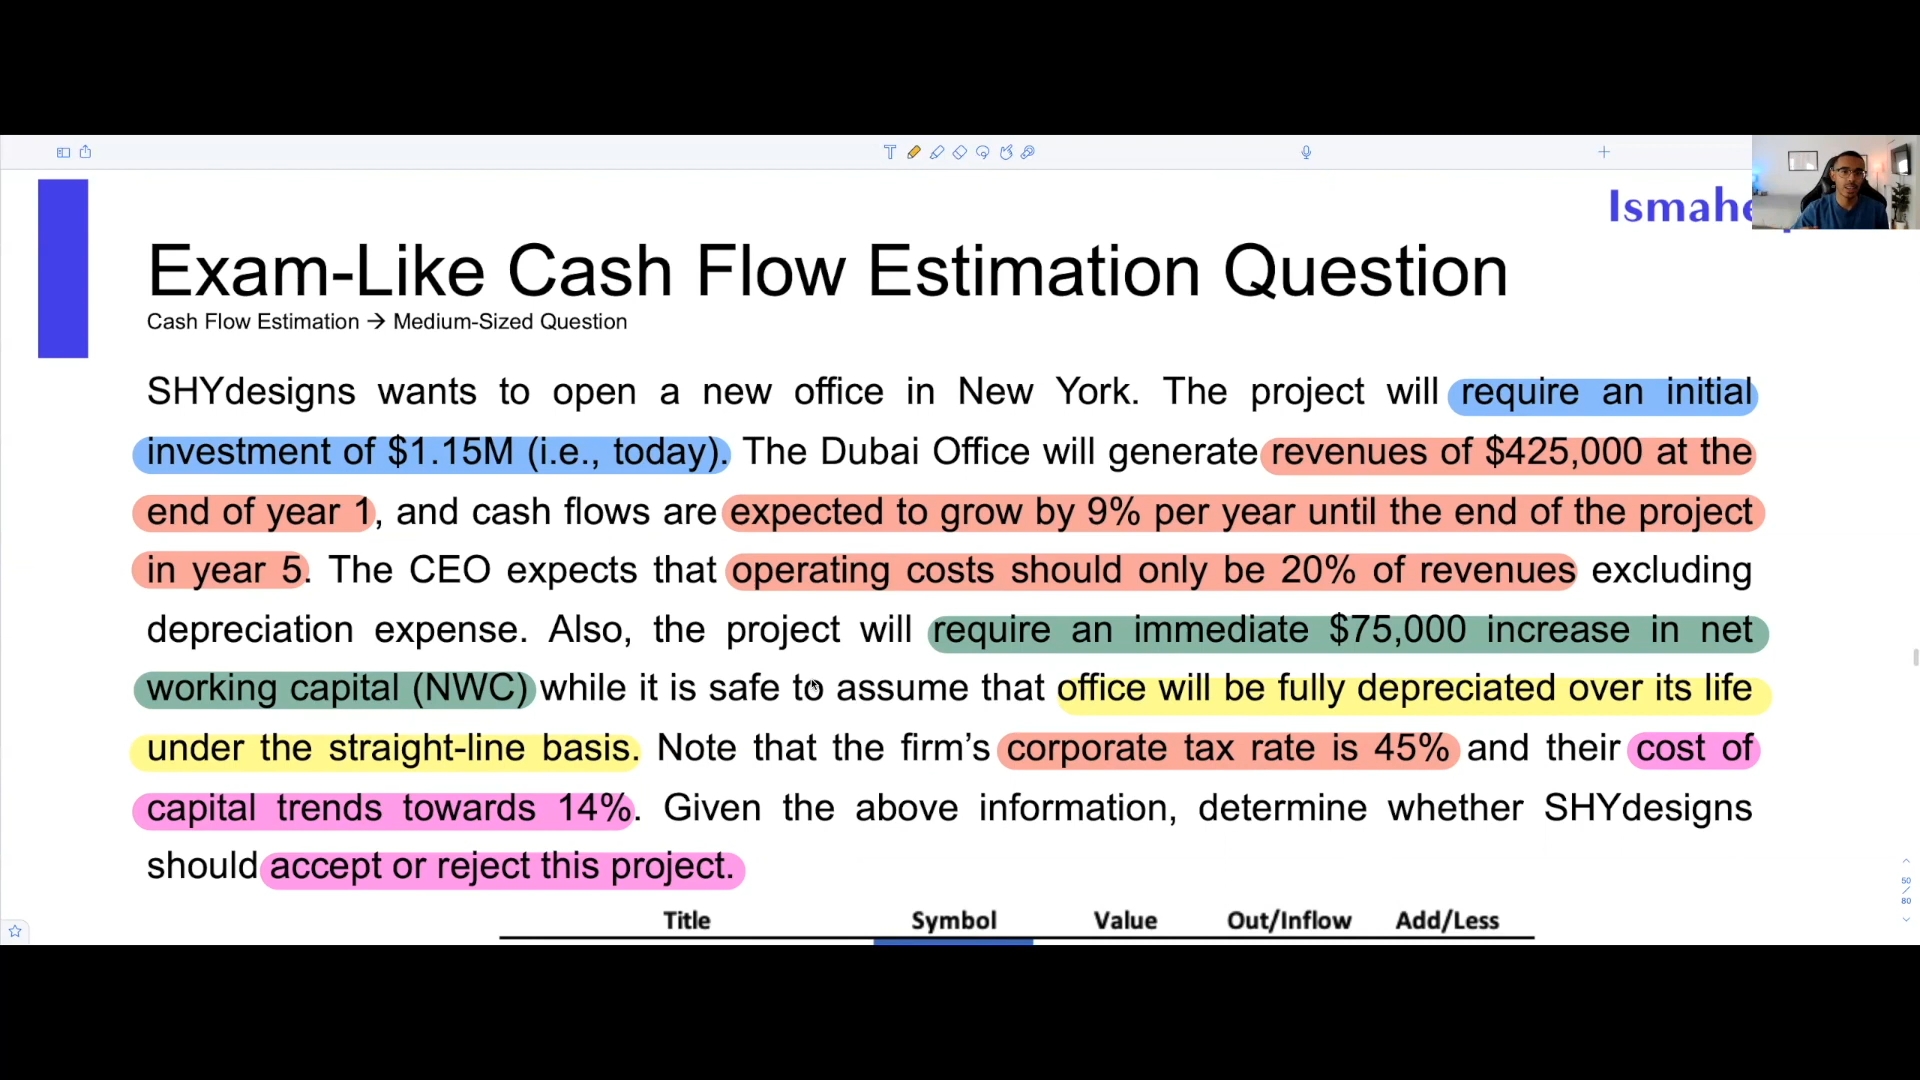 Ismahe
Exam-Like Cash Flow Estimation Question
Cash Flow Estimation → Medium-Sized Question
SHYdesigns wants to open a new office in New York. The project will require an initial
investment of $1.15M (i.e., today). The Dubai Office will generate revenues of $425,000 at the
end of year 1, and cash flows are expected to grow by 9% per year until the end of the project
in year 5. The CEO expects that operating costs should only be 20% of revenues excluding
depreciation expense. Also, the project will require an immediate $75,000 increase in net
working capital (NWC) while it is safe to assume that office will be fully depreciated over its life
under the straight-line basis. Note that the firm's corporate tax rate is 45% and their cost of
capital trends towards 14%. Given the above information, determine whether SHYdesigns
should accept or reject this project.
Title Symbol Value Out/Inflow Add/Less
50
/
80